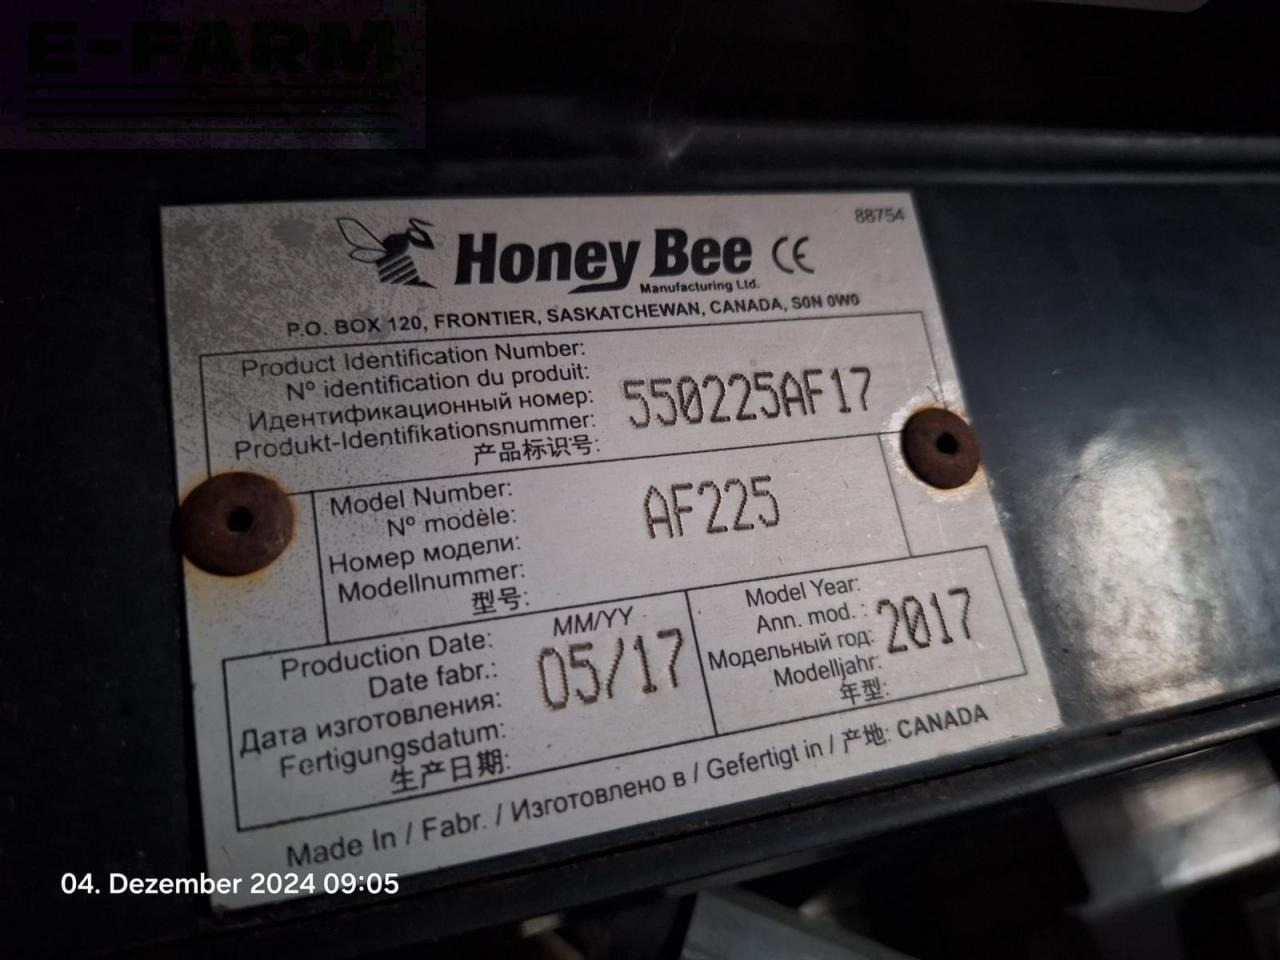 E-FARM
88754
Honey Bee CE
Manufacturing Ltd.
P.O. BOX 120, FRONTIER, SASKATCHEWAN, CANADA, S0N 0W0
Product Identification Number:
Nº identification du produit:
Идентификационный номер:
Produkt-Identifikationsnummer:
产品标识号:
550225AF17
Model Number:
Nº modèle:
Номер модели:
Modellnummer:
型号:
AF225
Production Date:
Date fabr.:
Дата изготовления:
Fertigungsdatum:
生产日期:
MM/YY
05/17
Model Year:
Ann. mod. :
Модельный год:
Modelljahr:
年型:
2017
Made In / Fabr. / Изготовлено в / Gefertigt in / 产地: CANADA
04. Dezember 2024 09:05